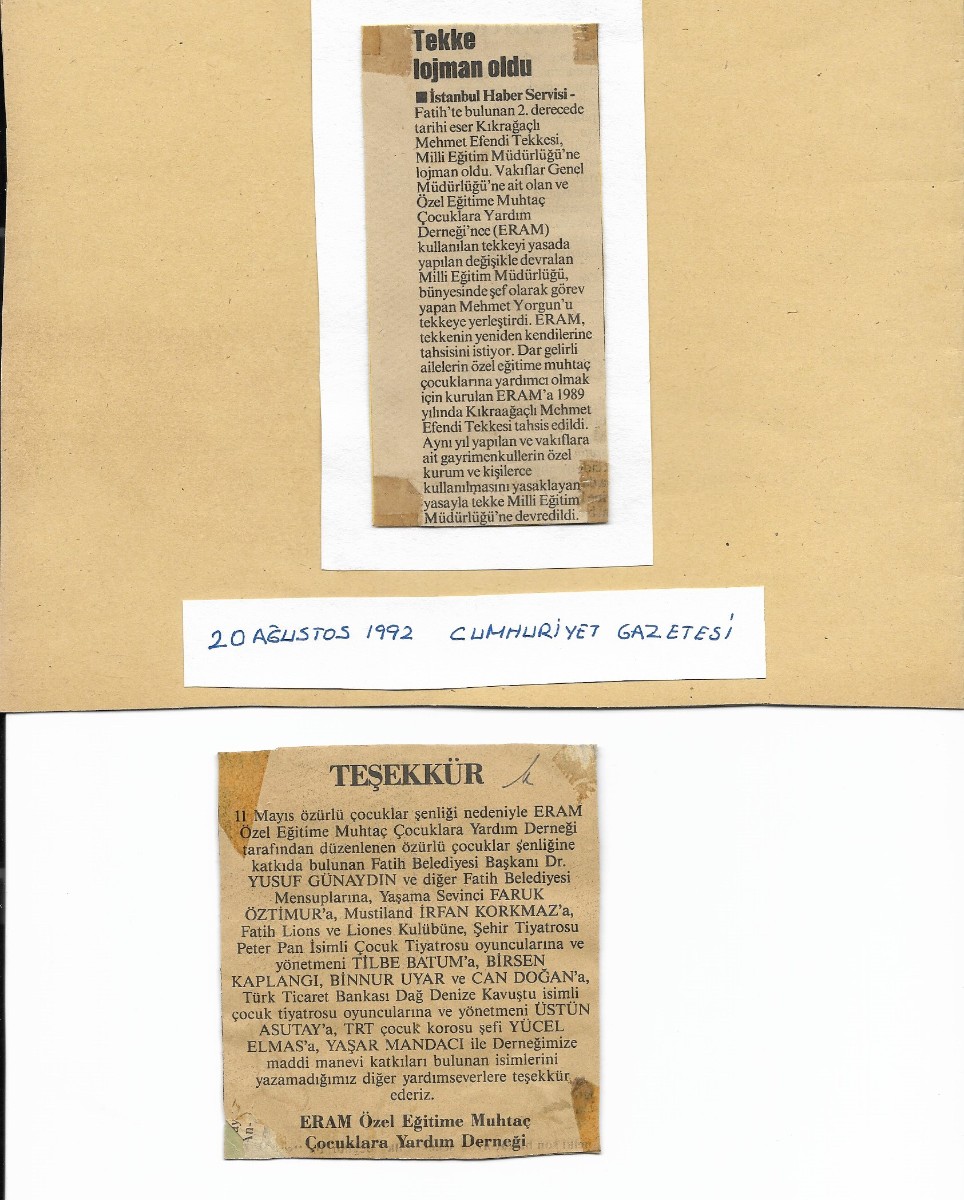 Tekke
lojman oldu
■ İstanbul Haber Servisi -
Fatih'te bulunan 2. derecede
tarihi eser Kıkrağaçlı
Mehmet Efendi Tekkesi,
Milli Eğitim Müdürlüğü'ne
lojman oldu. Vakıflar Genel
Müdürlüğü'ne ait olan ve
Özel Eğitime Muhtaç
Çocuklara Yardım
Derneği'nce (ERAM)
kullanılan tekkeyi yasada
yapılan değişikle devralan
Milli Eğitim Müdürlüğü,
bünyesinde şef olarak görev
yapan Mehmet Yorgun'u
tekkeye yerleştirdi. ERAM,
tekkenin yeniden kendilerine
tahsisini istiyor. Dar gelirli
ailelerin özel eğitime muhtaç
çocuklarına yardımcı olmak
için kurulan ERAM'a 1989
yılında Kıkraağaçlı Mehmet
Efendi Tekkesi tahsis edildi.
Aynı yıl yapılan ve vakıflara
ait gayrimenkullerin özel
kurum ve kişilerce
kullanılmasını yasaklayan
yasayla tekke Milli Eğitim
Müdürlüğü'ne devredildi.
20 AĞUSTOS 1992 CUMHURİYET GAZETESİ
TEŞEKKÜR
11 Mayıs özürlü çocuklar şenliği nedeniyle ERAM
Özel Eğitime Muhtaç Çocuklara Yardım Derneği
tarafından düzenlenen özürlü çocuklar şenliğine
katkıda bulunan Fatih Belediyesi Başkanı Dr.
YUSUF GÜNAYDIN ve diğer Fatih Belediyesi
Mensuplarına, Yaşama Sevinci FARUK
ÖZTİMUR'a, Mustiland İRFAN KORKMAZ'a,
Fatih Lions ve Liones Kulübüne, Şehir Tiyatrosu
Peter Pan İsimli Çocuk Tiyatrosu oyuncularına ve
yönetmeni TİLBE BATUM'a, BİRSEN
KAPLANGI, BİNNUR UYAR ve CAN DOĞAN'a,
Türk Ticaret Bankası Dağ Denize Kavuştu isimli
çocuk tiyatrosu oyuncularına ve yönetmeni ÜSTÜN
ASUTAY'a, TRT çocuk korosu şefi YÜCEL
ELMAS'a, YAŞAR MANDACI ile Derneğimize
maddi manevi katkıları bulunan isimlerini
yazamadığımız diğer yardımseverlere teşekkür
ederiz.
ERAM Özel Eğitime Muhtaç
Çocuklara Yardım Derneği